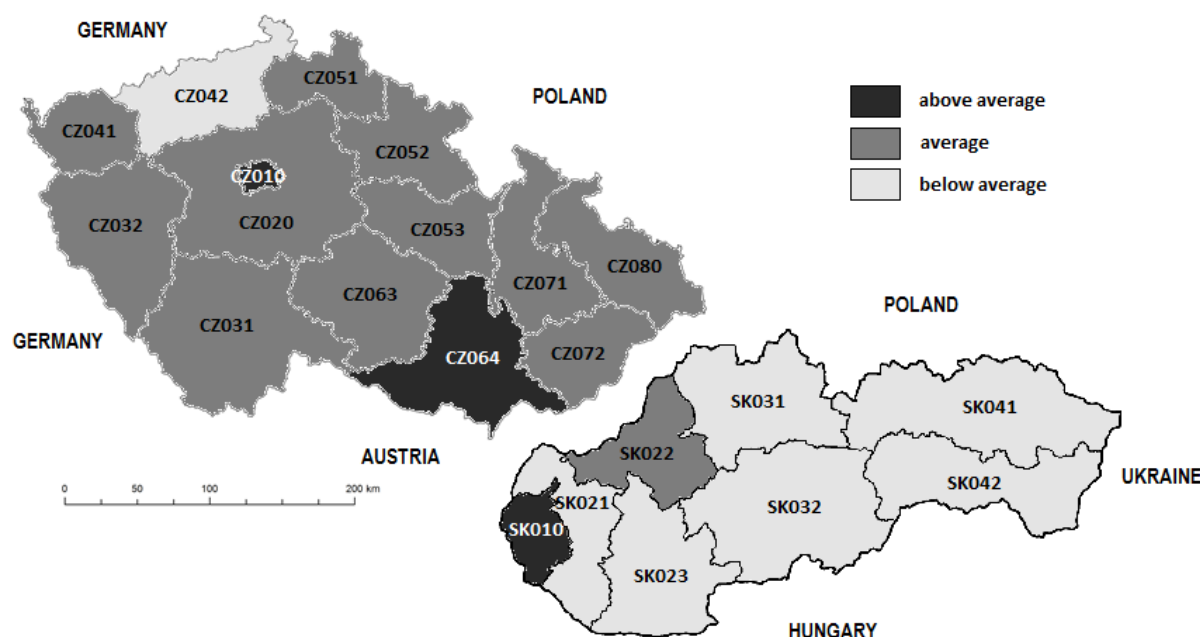 GERMANY
CZ051
CZ042
POLAND
above average
CZ041
average
CZ052
CZ010
below average
CZ032
CZ020
CZ053
CZ080
CZ071
CZ063
POLAND
CZ031
GERMANY
CZ064
CZ072
SK031
SK041
AUSTRIA
SK022
UKRAINE
SK042
0 50 100 200 km
SK021
SK032
SK010
SK023
HUNGARY